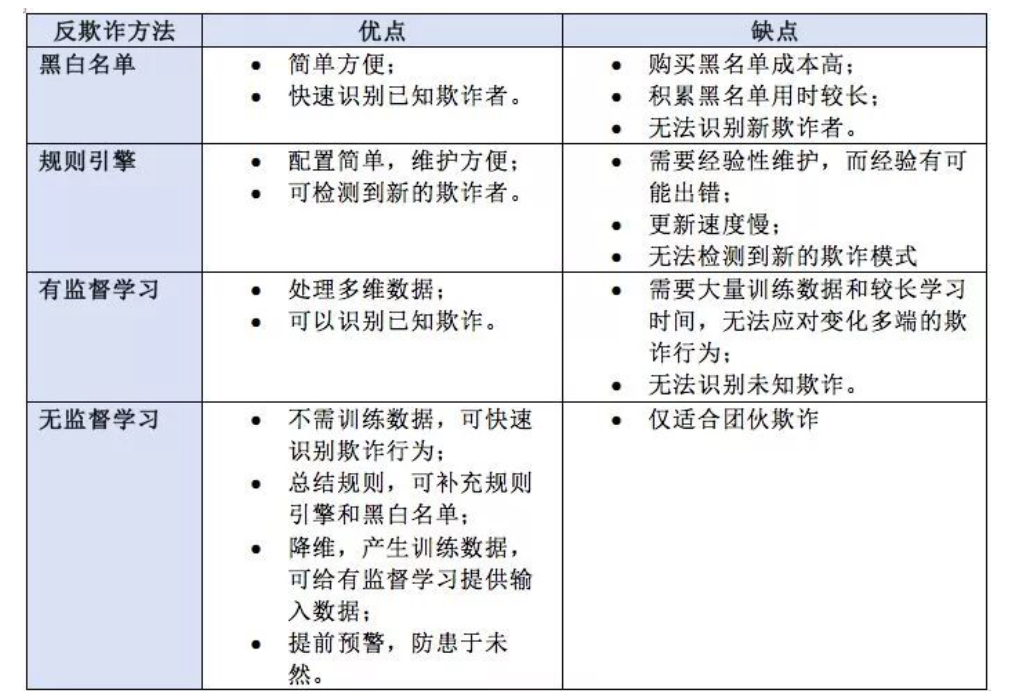 反欺诈方法 优点 缺点
黑白名单
• 简单方便；
• 快速识别已知欺诈者。
• 购买黑名单成本高；
• 积累黑名单用时较长；
• 无法识别新欺诈者。
规则引擎
• 配置简单，维护方便；
• 可检测到新的欺诈者。
• 需要经验性维护，而经验有可
能出错；
• 更新速度慢；
• 无法检测到新的欺诈模式
有监督学习
• 处理多维数据；
• 可以识别已知欺诈。
• 需要大量训练数据和较长学习
时间，无法应对变化多端的欺
诈行为；
• 无法识别未知欺诈。
无监督学习
• 不需训练数据，可快速
识别欺诈行为；
• 总结规则，可补充规则
引擎和黑白名单；
• 降维，产生训练数据，
可给有监督学习提供输
入数据；
• 提前预警，防患于未
然。
• 仅适合团伙欺诈